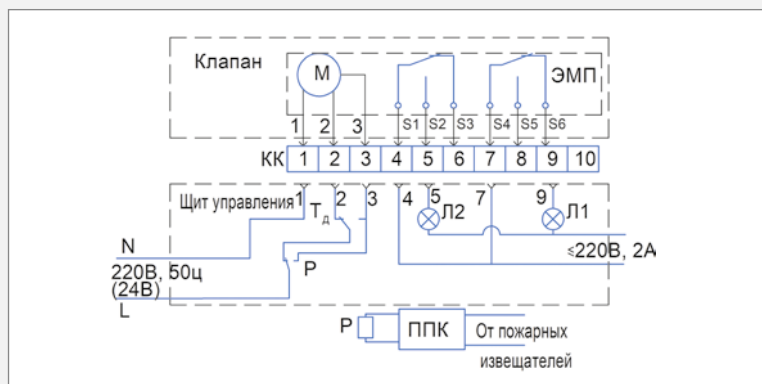 Клапан
М
ЭМП
1 2 3 S1 S2 S3 S4 S5 S6
КК 1 2 3 4 5 6 7 8 9 10
Щит управления
1 2 3 4 5 7 9
Тд
Л2
Л1
N
220В, 50ц
(24В)
L
Р
≤220В, 2А
Р
ППК
От пожарных
извещателей